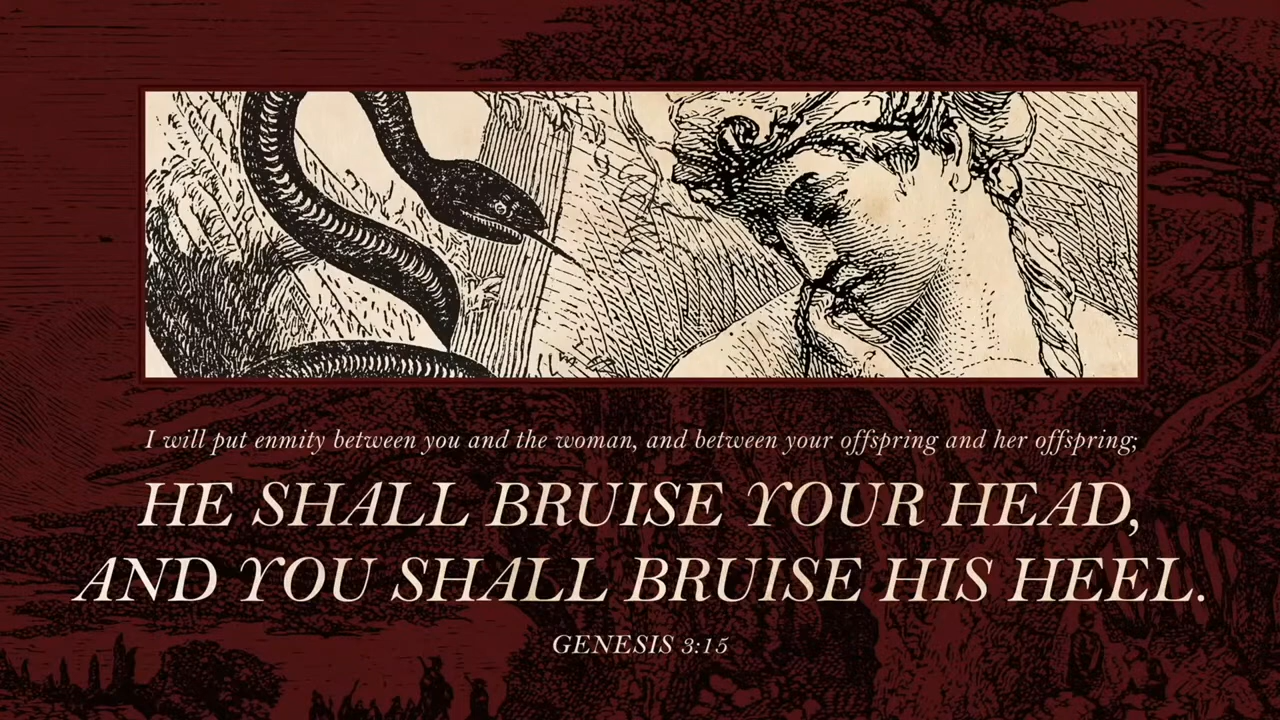 I will put enmity between you and the woman, and between your offspring and her offspring;
HE SHALL BRUISE YOUR HEAD,
AND YOU SHALL BRUISE HIS HEEL.
GENESIS 3:15